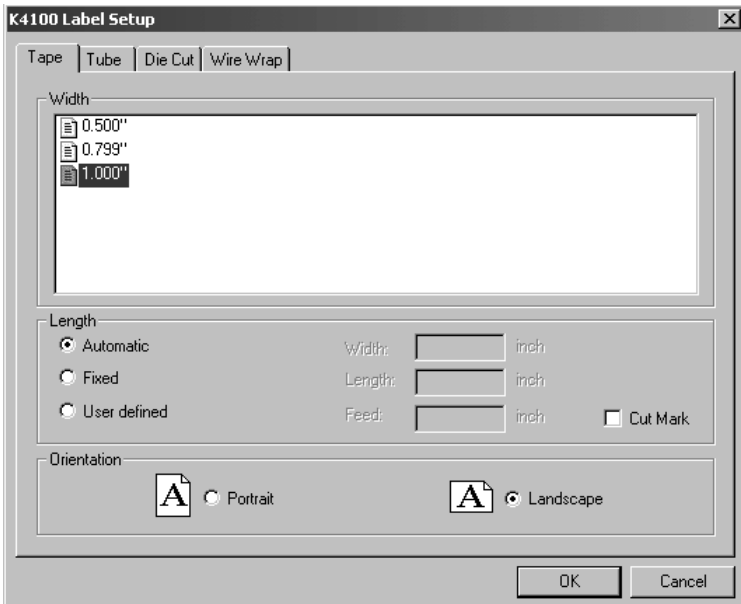 K4100 Label Setup
Tape Tube Die Cut Wire Wrap
Width
0.500"
0.799"
1.000"
Length
Automatic Width: inch
Fixed Length: inch
User defined Feed: inch Cut Mark
Orientation
A Portrait A Landscape
OK Cancel